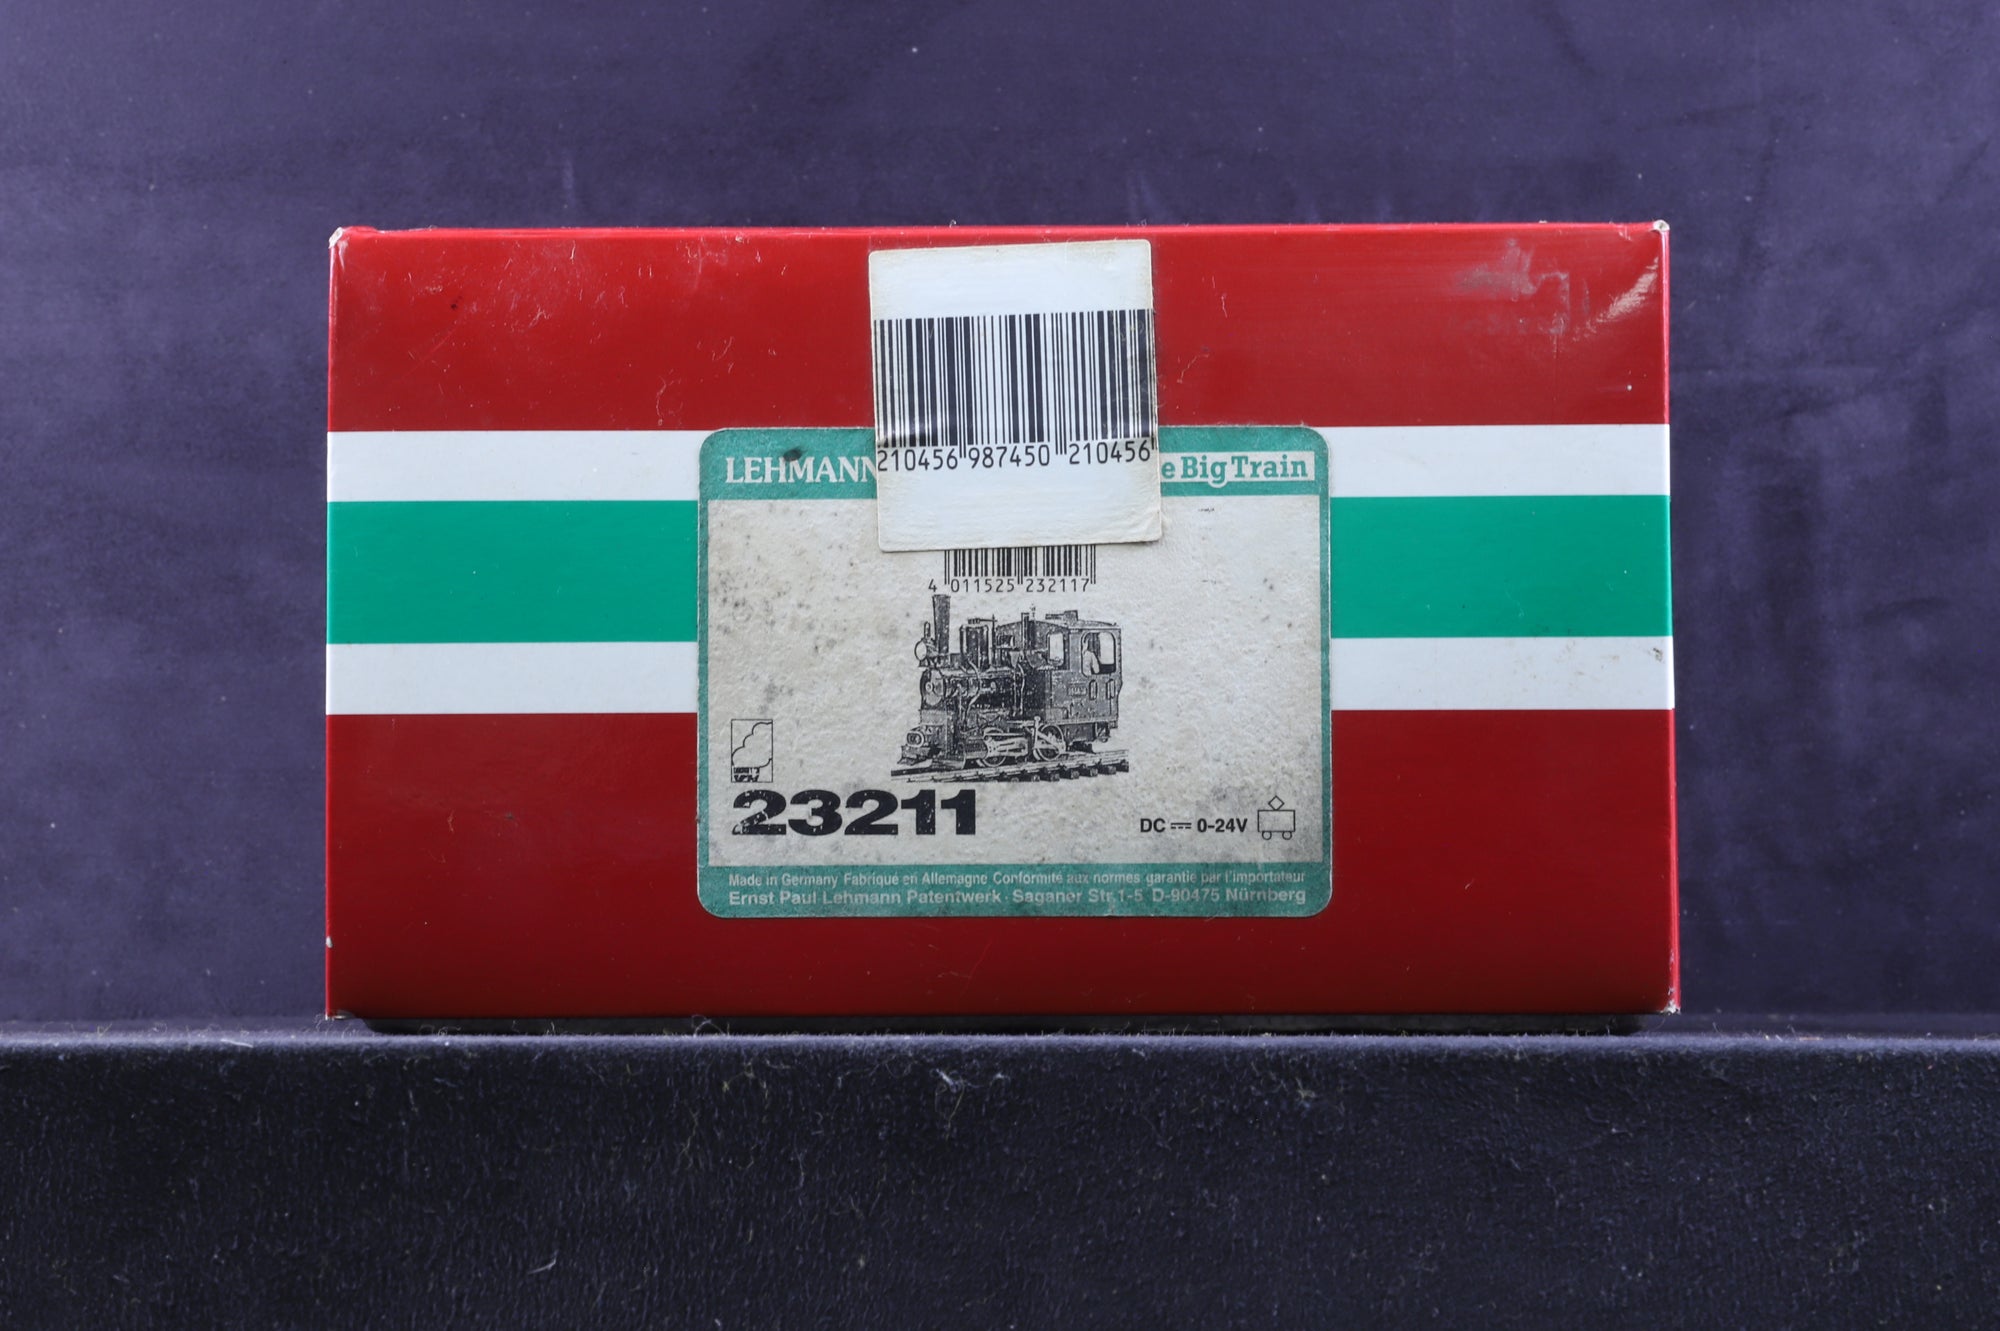 210456 987450 210456
LEHMANN e Big Train
4 011525 232117
23211
DC 0-24V
Made in Germany Fabriqué en Allemagne Conformité aux normes garantie par l'importateur
Ernst Paul Lehmann Patentwerk · Saganer Str. 1-5 D-90475 Nürnberg